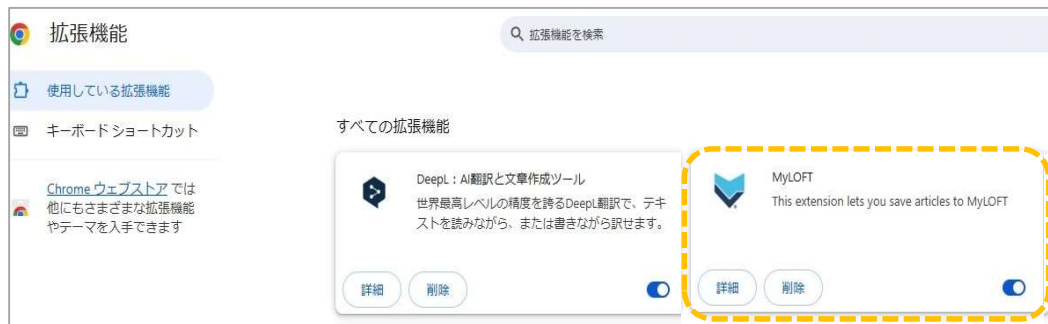 拡張機能
拡張機能を検索
使用している拡張機能
キーボード ショートカット
Chrome ウェブストア では
他にもさまざまな拡張機能
やテーマを入手できます
すべての拡張機能
DeepL：AI翻訳と文章作成ツール
世界最高レベルの精度を誇るDeepL翻訳で、テキ
ストを読みながら、または書きながら訳せます。
詳細
削除
MyLOFT
This extension lets you save articles to MyLOFT
詳細
削除